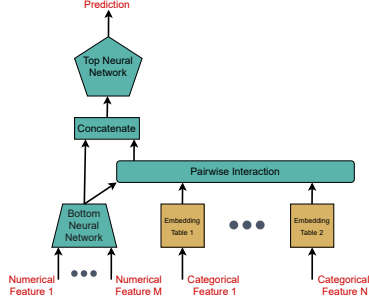 Prediction
Top Neural
Network
Concatenate
Pairwise Interaction
Bottom
Neural
Network
Embedding
Table 1
Embedding
Table 2
Numerical
Feature 1
Numerical
Feature M
Categorical
Feature 1
Categorical
Feature N